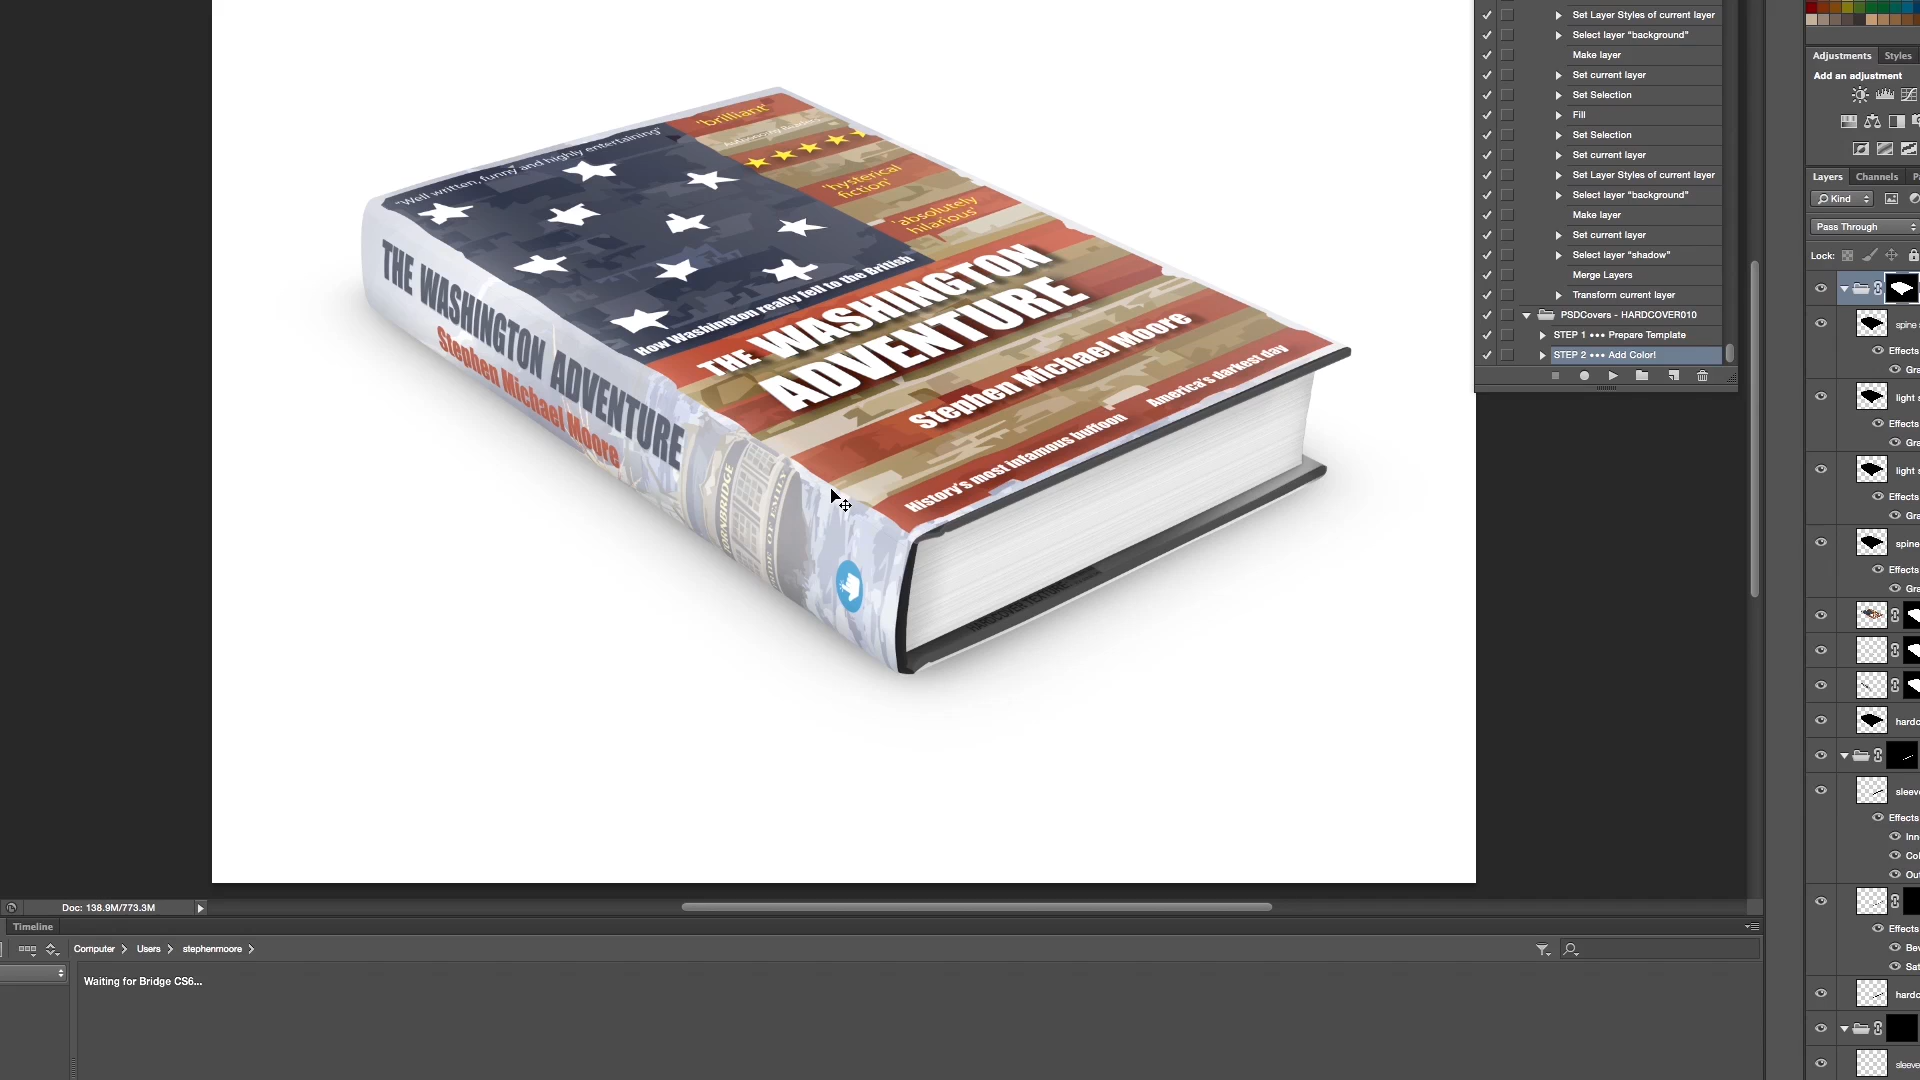 'brilliant'
"Well written, funny and highly entertaining"
'hysterical
fiction'
'absolutely
hilarious'
How Washington really fell to the British
THE WASHINGTON
ADVENTURE
Stephen Michael Moore
America's darkest day
History's most infamous buffoon
THE WASHINGTON ADVENTURE
Stephen Michael Moore
HARDCOVER TEXTURE
Set Layer Styles of current layer
Select layer "background"
Make layer
Set current layer
Set Selection
Fill
Set Selection
Set current layer
Set Layer Styles of current layer
Select layer "background"
Make layer
Set current layer
Select layer "shadow"
Merge Layers
Transform current layer
PSDCovers - HARDCOVER010
STEP 1 ••• Prepare Template
STEP 2 ••• Add Color!
Adjustments Styles
Add an adjustment
Layers Channels
Kind
Pass Through
Lock:
spine
Effects
light
Effects
light
Effects
spine
Effects
Effects
Effects
Doc: 138.9M/773.3M
Timeline
Computer Users stephenmoore
Waiting for Bridge CS6...